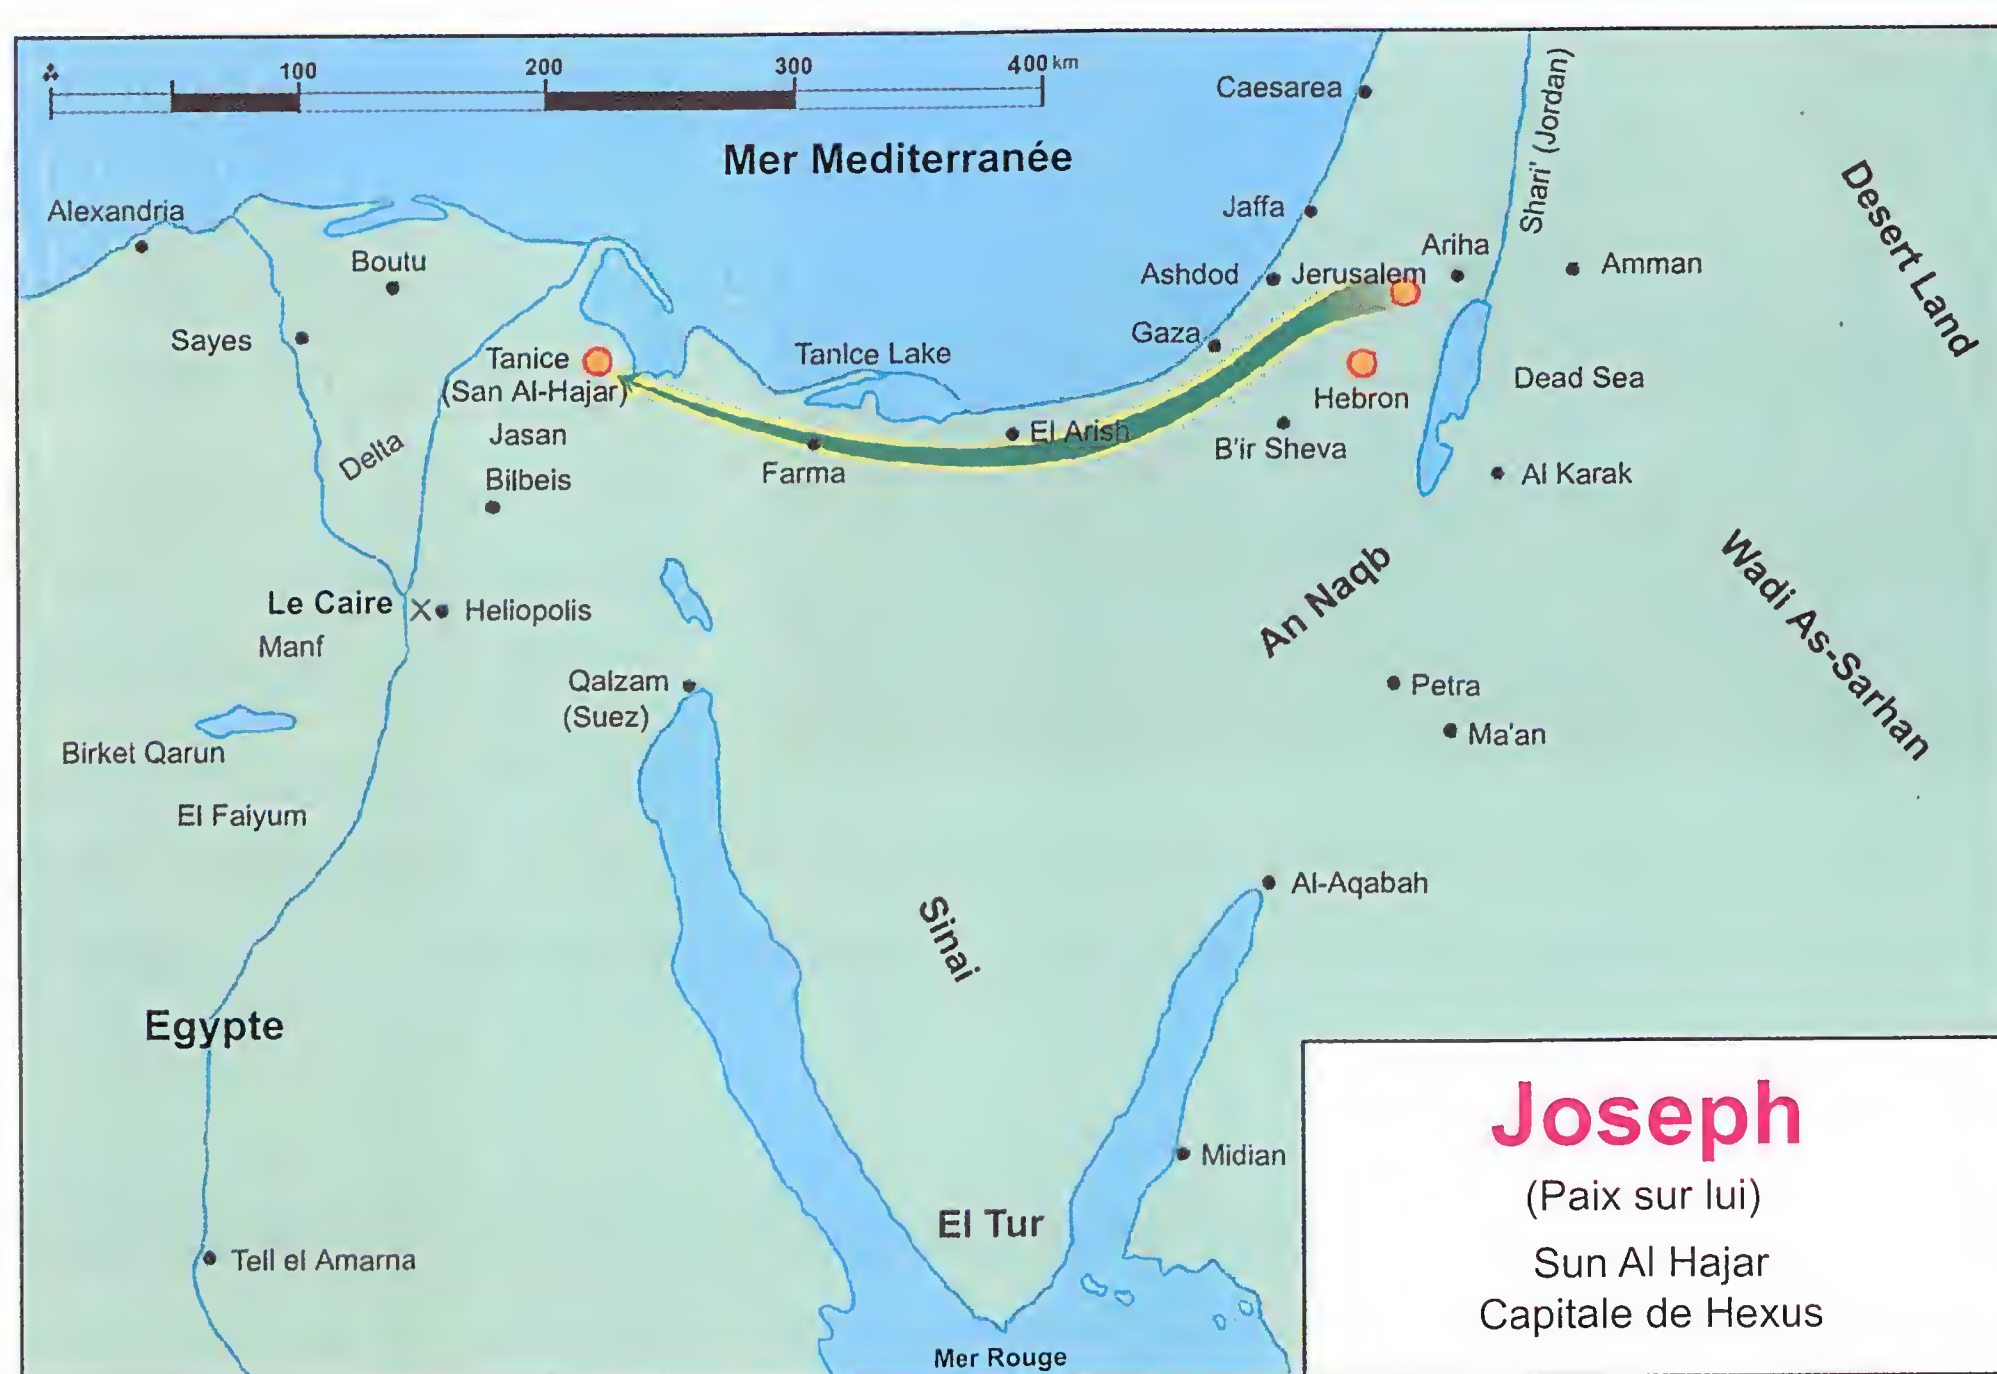 100
200
300
400 km
Mer Mediterranée
Caesarea
Shari' (Jordan)
Desert Land
Alexandria
Jaffa
Boutu
Ariha
Amman
Ashdod
Jerusalem
Sayes
Gaza
Tanice
(San Al-Hajar)
Tanlce Lake
Dead Sea
Hebron
Jasan
El Arish
Delta
Farma
B'ir Sheva
Bilbeis
Al Karak
An Naqb
Wadi As-Sarhan
Le Caire
X
Heliopolis
Manf
Qalzam
(Suez)
Petra
Ma'an
Birket Qarun
El Faiyum
Al-Aqabah
Sinai
Egypte
Midian
El Tur
Tell el Amarna
Mer Rouge
Joseph
(Paix sur lui)
Sun Al Hajar
Capitale de Hexus